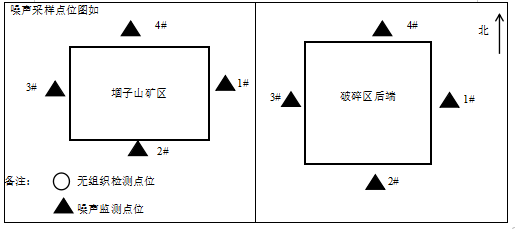 噪声采样点位图如
4#
3#
堌子山矿区
1#
2#
备注：
无组织检测点位
噪声监测点位
4#
北
3#
破碎区后端
1#
2#